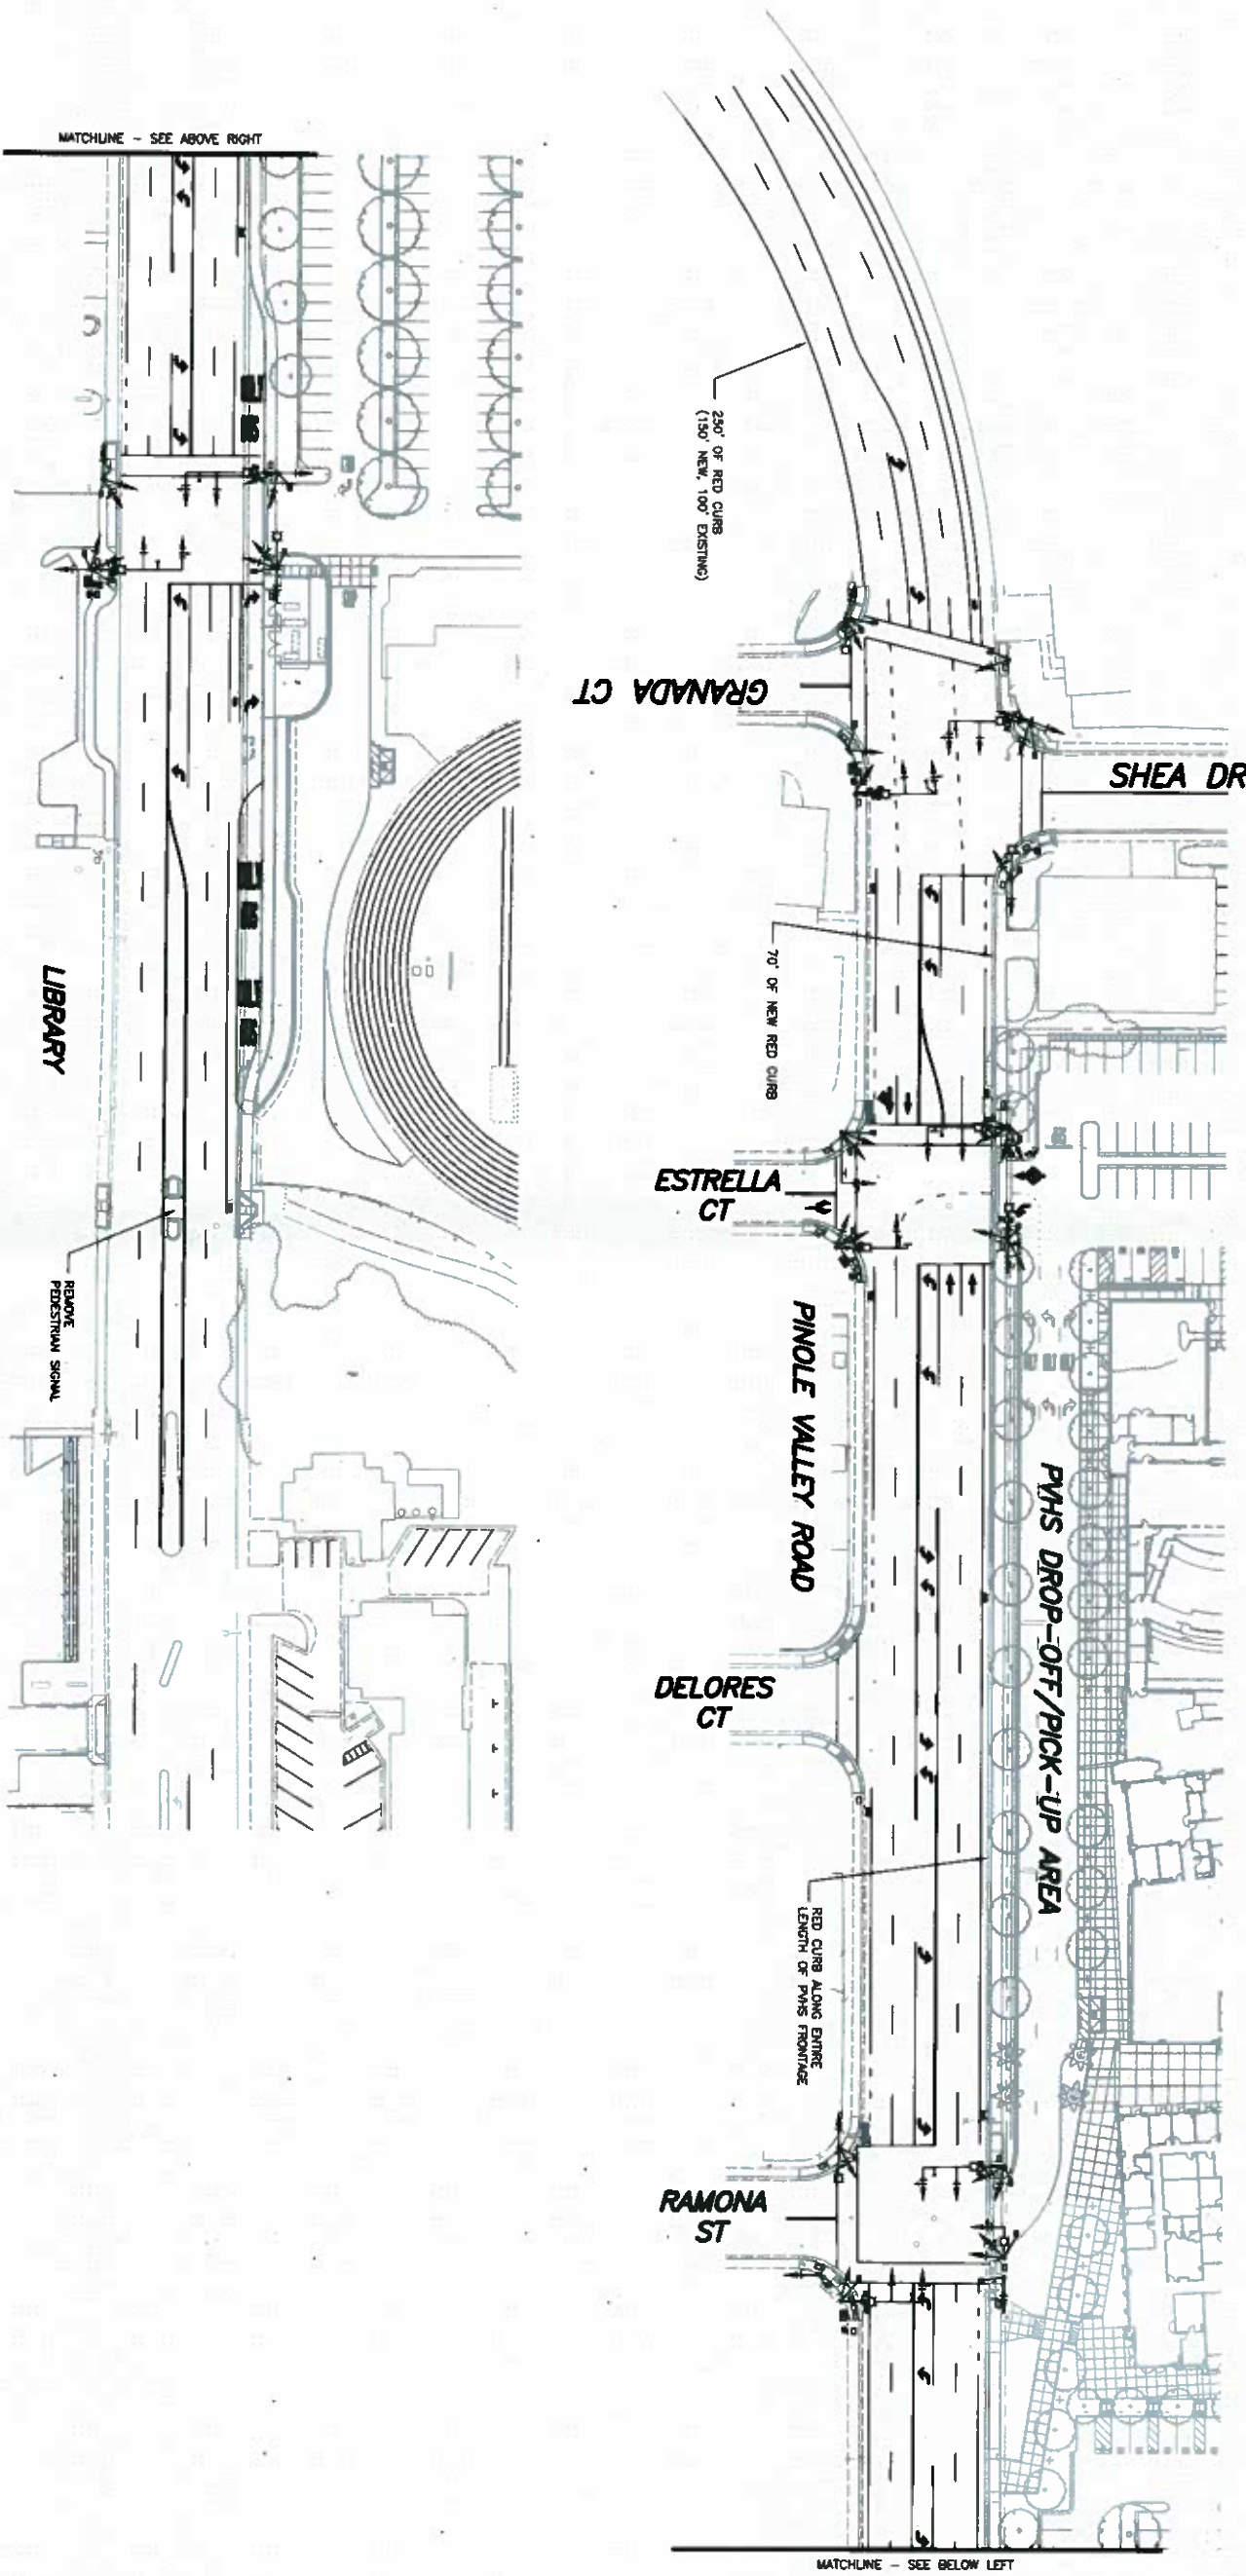 MATCHLINE - SEE ABOVE RIGHT
250' OF RED CURB
(150' NEW, 100' EXISTING)
GRANADA CT
SHEA DR
70' OF NEW RED CURB
LIBRARY
ESTRELLA
CT
REMOVE
PEDESTRIAN SIGNAL
PINOLE VALLEY ROAD
PVHS DROP-OFF/PICK-UP AREA
DELORES
CT
RED CURB ALONG ENTIRE
LENGTH OF PVHS FRONTAGE
RAMONA
ST
MATCHLINE - SEE BELOW LEFT